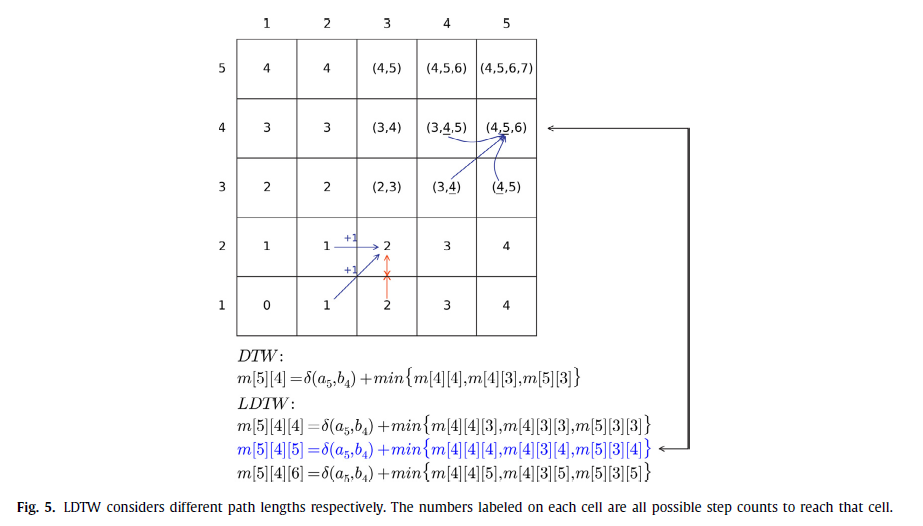 1 2 3 4 5
5 4 4 (4,5) (4,5,6) (4,5,6,7)
4 3 3 (3,4) (3,4,5) (4,5,6)
3 2 2 (2,3) (3,4) (4,5)
2 1 1 +1 2 3 4
+1
1 0 1 2 3 4
DTW:
m[5][4]=δ(a₅,b₄)+min{m[4][4],m[4][3],m[5][3]}
LDTW:
m[5][4][4]=δ(a₅,b₄)+min{m[4][4][3],m[4][3][3],m[5][3][3]}
m[5][4][5]=δ(a₅,b₄)+min{m[4][4][4],m[4][3][4],m[5][3][4]}
m[5][4][6]=δ(a₅,b₄)+min{m[4][4][5],m[4][3][5],m[5][3][5]}
Fig. 5. LDTW considers different path lengths respectively. The numbers labeled on each cell are all possible step counts to reach that cell.